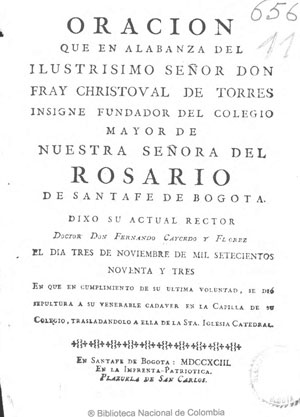 656
11
ORACION
QUE EN ALABANZA DEL
ILUSTRISIMO SEÑOR DON
FRAY CHRISTOVAL DE TORRES
INSIGNE FUNDADOR DEL COLEGIO
MAYOR DE
NUESTRA SEÑORA DEL
ROSARIO
DE SANTAFE DE BOGOTA.
DIXO SU ACTUAL RECTOR
DOCTOR DON FERNANDO CAYCEDO Y FLOREZ
EL DIA TRES DE NOVIEMBRE DE MIL SETECIENTOS
NOVENTA Y TRES
EN QUE EN CUMPLIMIENTO DE SU ULTIMA VOLUNTAD, SE DIÓ
SEPULTURA A SU VENERABLE CADAVER EN LA CAPILLA DE SU
COLEGIO, TRASLADANDOLO A ELLA DE LA STA. IGLESIA CATEDRAL.
EN SANTAFE DE BOGOTA: MDCCXCIII.
EN LA IMPRENTA-PATRIOTICA.
PLAZUELA DE SAN CARLOS.
® Biblioteca Nacional de Colombia